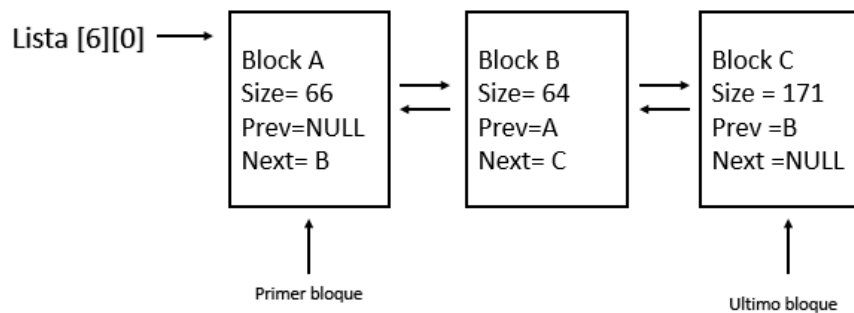 Lista [6][0]
Block A
Size= 66
Prev=NULL
Next= B
Block B
Size= 64
Prev=A
Next= C
Block C
Size = 171
Prev =B
Next =NULL
Primer bloque
Ultimo bloque